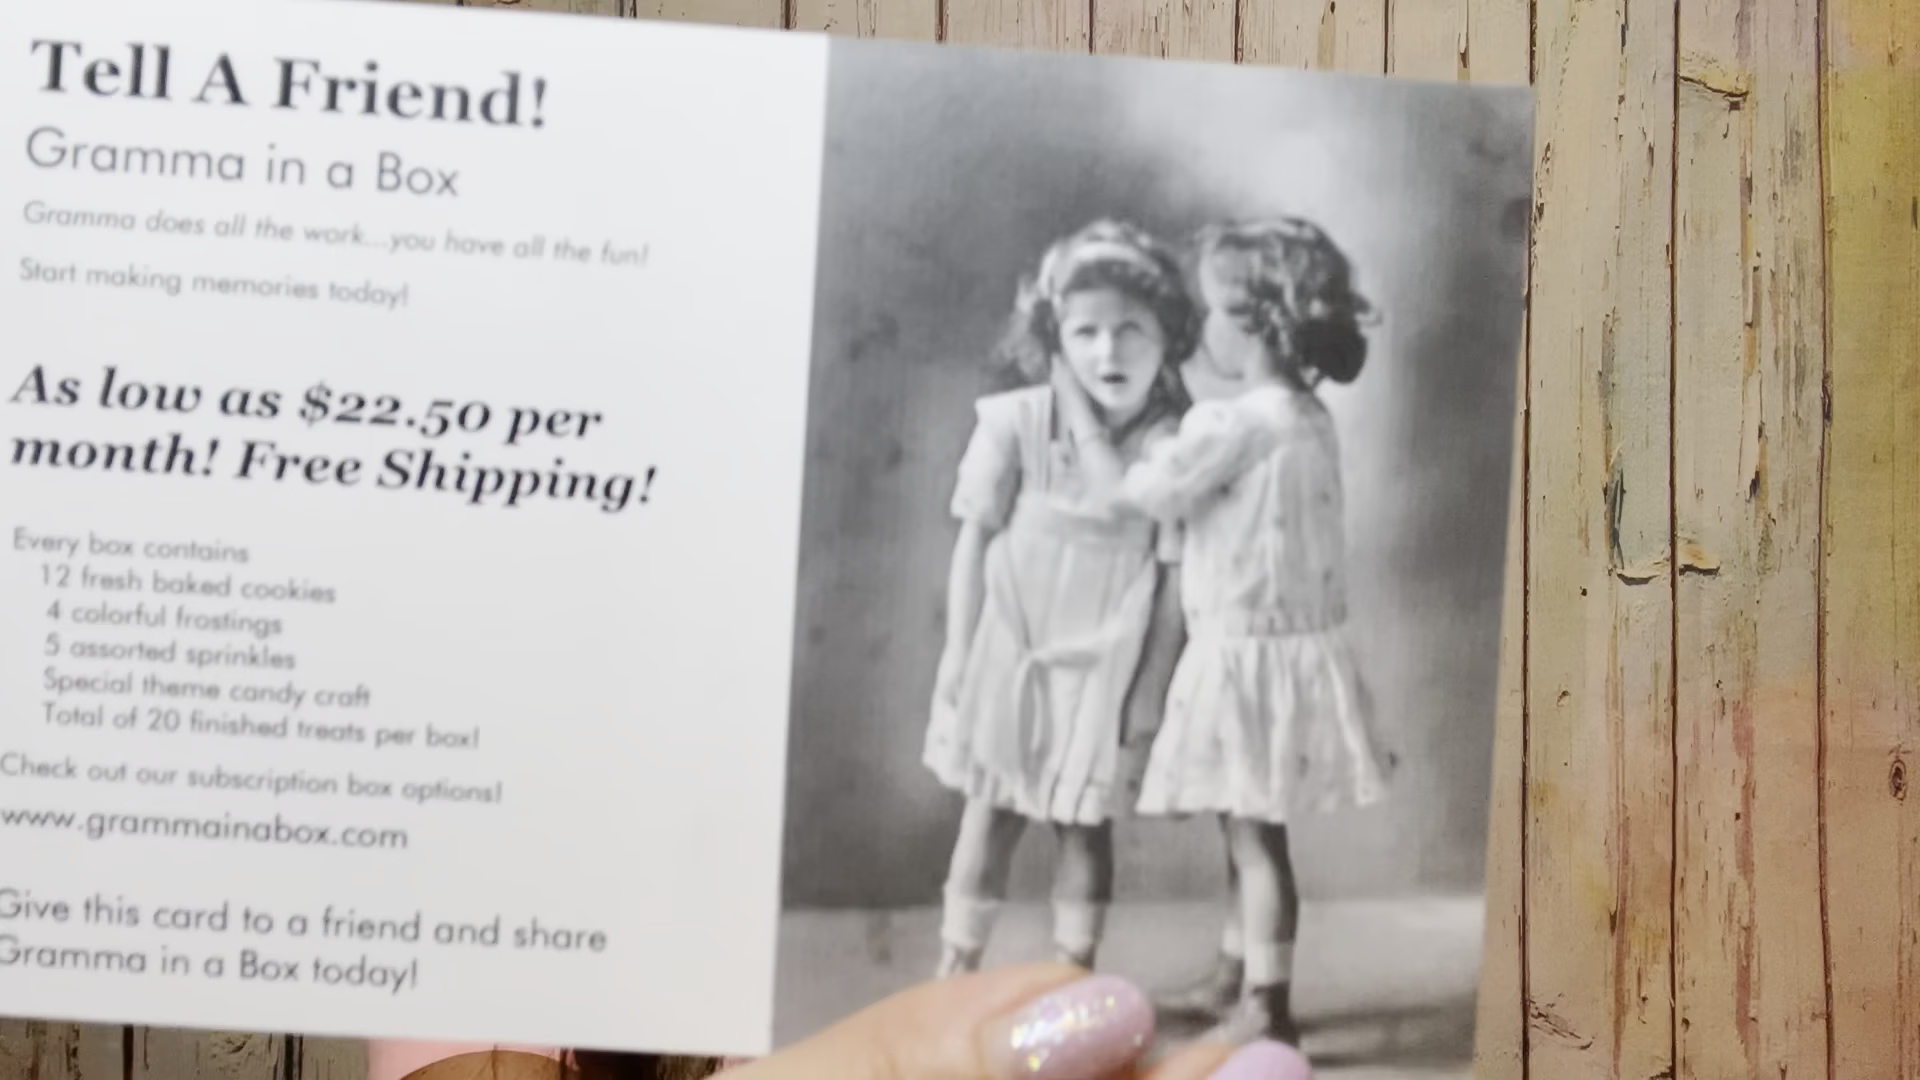 Tell A Friend!
Gramma in a Box
Gramma does all the work...you have all the fun!
Start making memories today!
As low as $22.50 per
month! Free Shipping!
Every box contains
12 fresh baked cookies
4 colorful frostings
5 assorted sprinkles
Special theme candy craft
Total of 20 finished treats per box!
Check out our subscription box options!
www.grammainabox.com
Give this card to a friend and share
Gramma in a Box today!